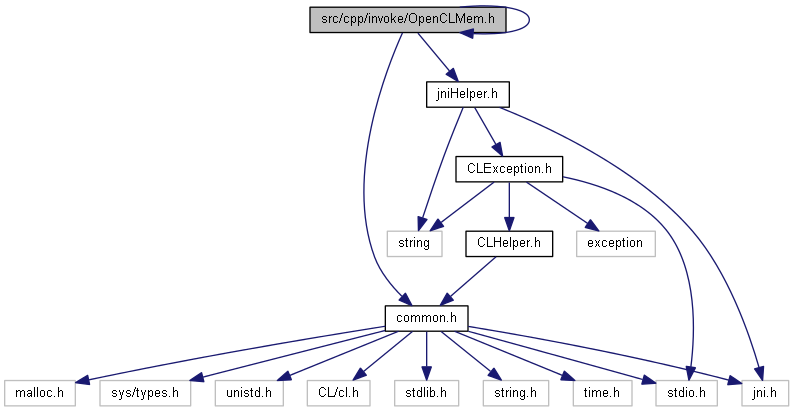 src/cpp/invoke/OpenCLMem.h
jniHelper.h
CLException.h
string
CLHelper.h
exception
common.h
malloc.h
sys/types.h
unistd.h
CL/cl.h
stdlib.h
string.h
time.h
stdio.h
jni.h